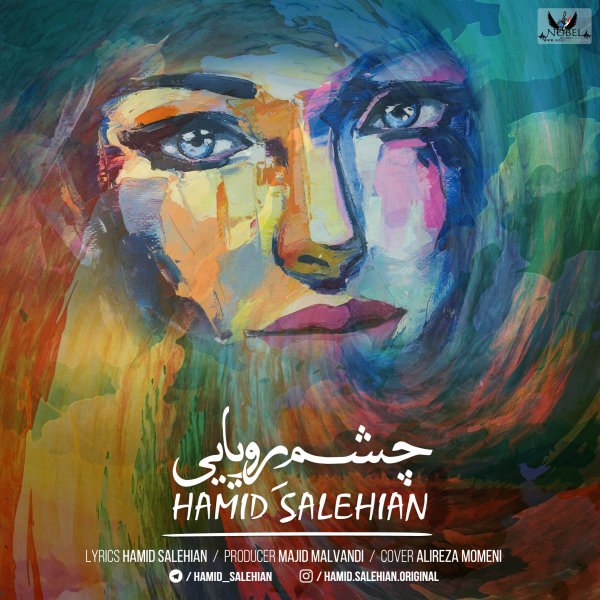 NOBEL
چشم رویایی
HAMID SALEHIAN
LYRICS HAMID SALEHIAN / PRODUCER MAJID MALVANDI / COVER ALIREZA MOMENI
/ HAMID_SALEHIAN / HAMID.SALEHIAN.ORIGINAL